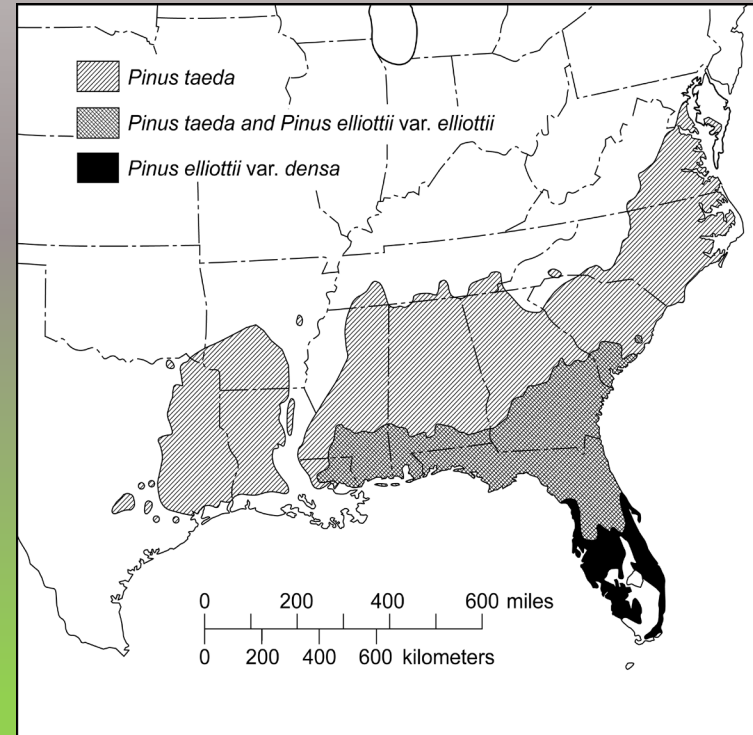 Pinus taeda
Pinus taeda and Pinus elliottii var. elliottii
Pinus elliottii var. densa
0 200 400 600 miles
0 200 400 600 kilometers